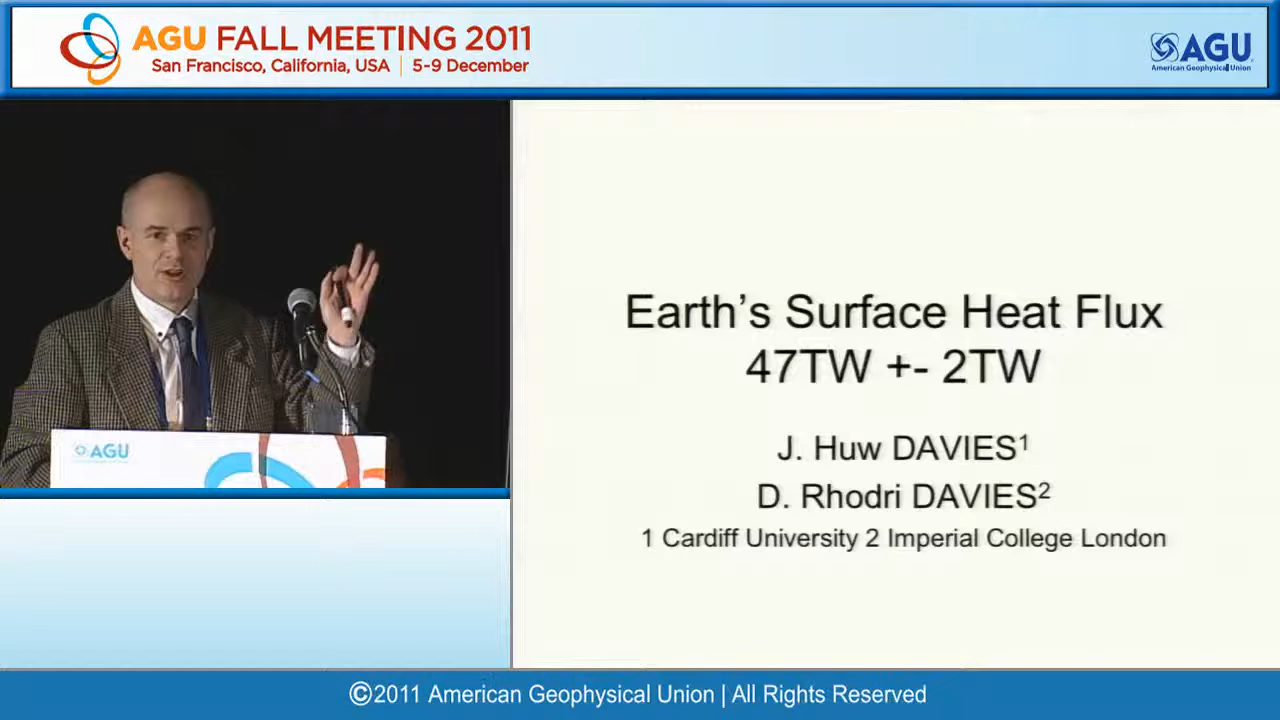 AGU FALL MEETING 2011
San Francisco, California, USA | 5-9 December
AGU
American Geophysical Union
AGU
Earth's Surface Heat Flux
47TW +- 2TW
J. Huw DAVIES¹
D. Rhodri DAVIES²
1 Cardiff University 2 Imperial College London
©2011 American Geophysical Union | All Rights Reserved